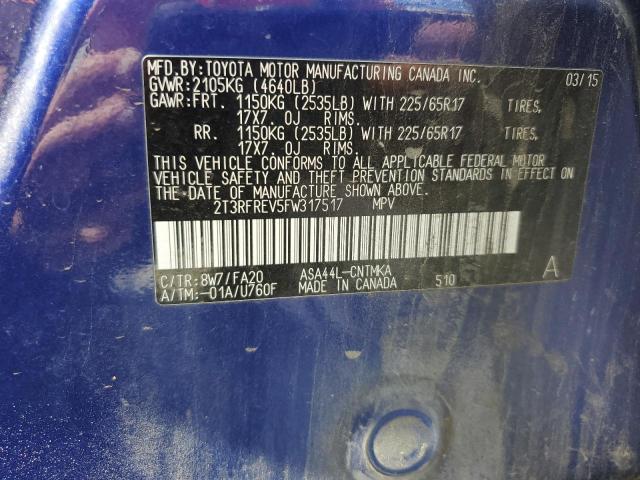 MFD.BY:TOYOTA MOTOR MANUFACTURING CANADA INC. 03/15
GVWR:2105KG (4640LB)
GAWR:FRT. 1150KG (2535LB) WITH 225/65R17 TIRES,
17X7. 0J RIMS.
RR. 1150KG (2535LB) WITH 225/65R17 TIRES,
17X7. 0J RIMS.
THIS VEHICLE CONFORMS TO ALL APPLICABLE FEDERAL MOTOR
VEHICLE SAFETY AND THEFT PREVENTION STANDARDS IN EFFECT ON
THE DATE OF MANUFACTURE SHOWN ABOVE.
2T3RFREV5FW317517 MPV
C/TR:8W7/FA20 ASA44L-CNTMKA A
A/TM:-01A/U760F MADE IN CANADA 510